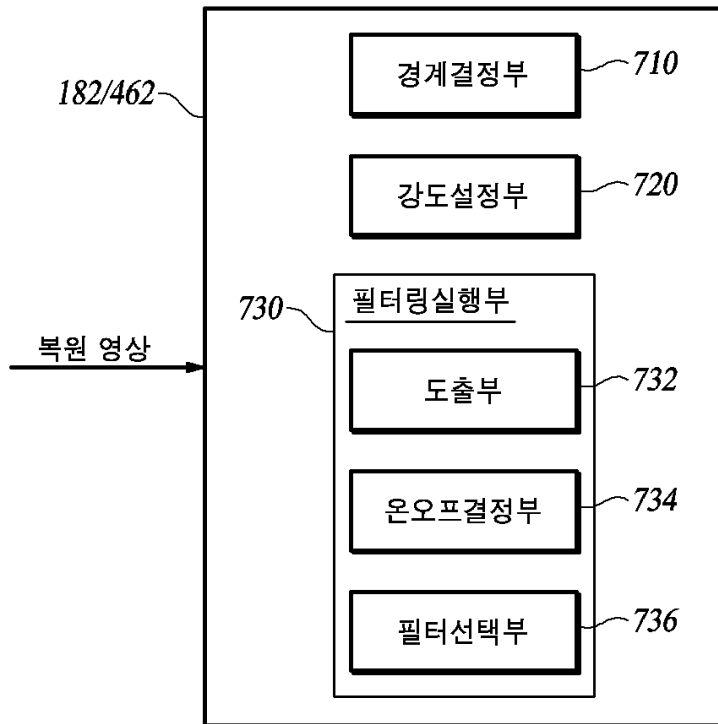 경계결정부
710
182/462
강도설정부
720
730
필터링실행부
복원 영상
도출부
732
온오프결정부
734
필터선택부
736